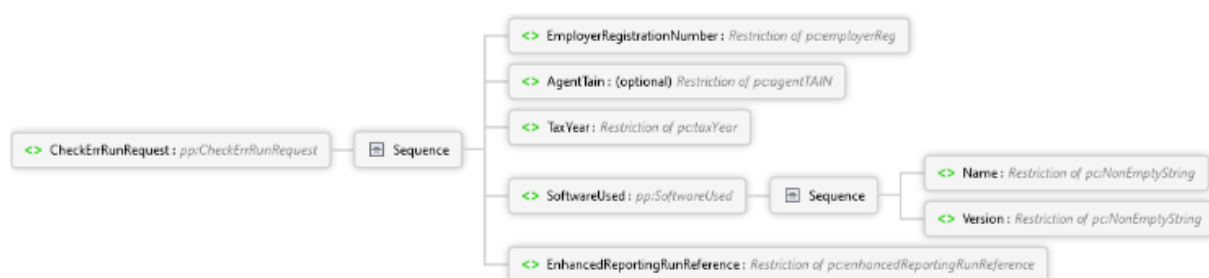 <> EmployerRegistrationNumber : Restriction of pc:employerReg
<> AgentTain : (optional) Restriction of pc:agentTAIN
<> TaxYear : Restriction of pc:taxYear
<> CheckErrRunRequest : pp:CheckErrRunRequest
Sequence
<> SoftwareUsed : pp:SoftwareUsed
Sequence
<> Name : Restriction of pc:NonEmptyString
<> Version : Restriction of pc:NonEmptyString
<> EnhancedReportingRunReference : Restriction of pc:enhancedReportingRunReference